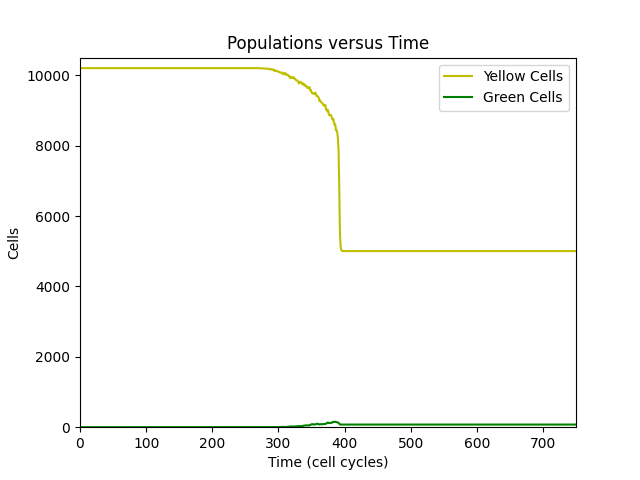 Populations versus Time
Yellow Cells
Green Cells
Cells
10000
8000
6000
4000
2000
0
0 100 200 300 400 500 600 700
Time (cell cycles)